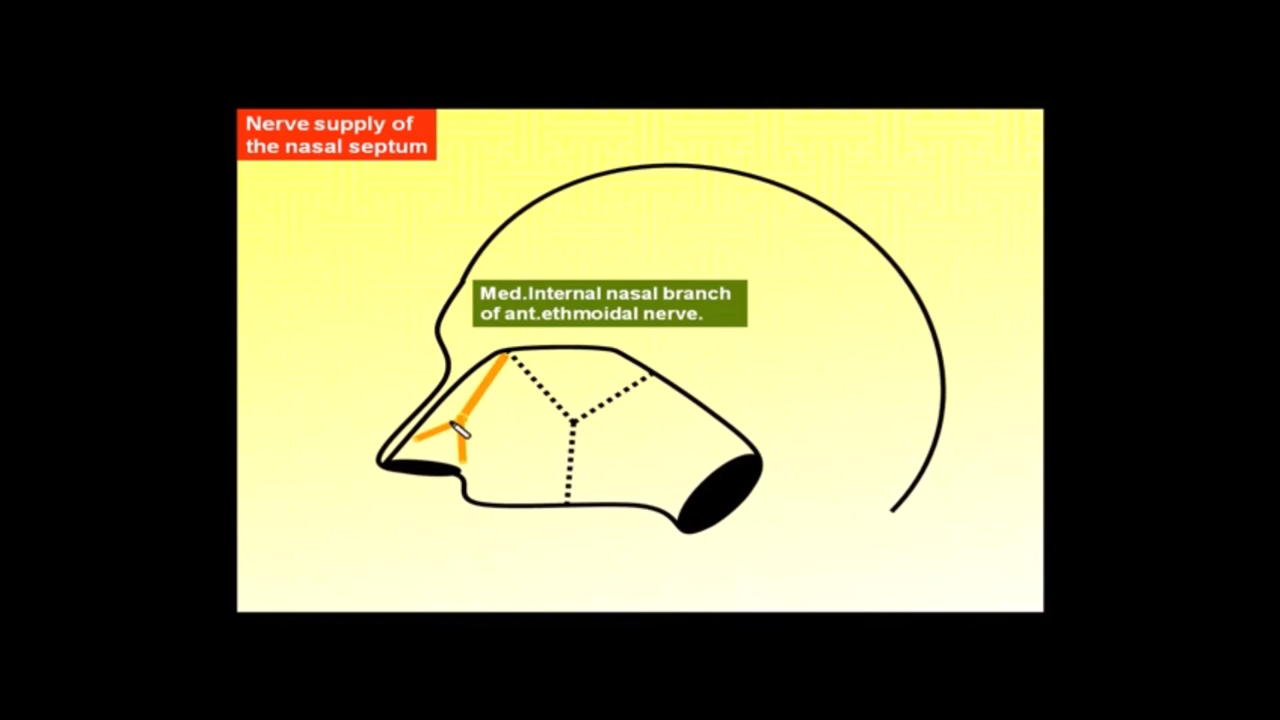 Nerve supply of
the nasal septum
Med.Internal nasal branch
of ant.ethmoidal nerve.